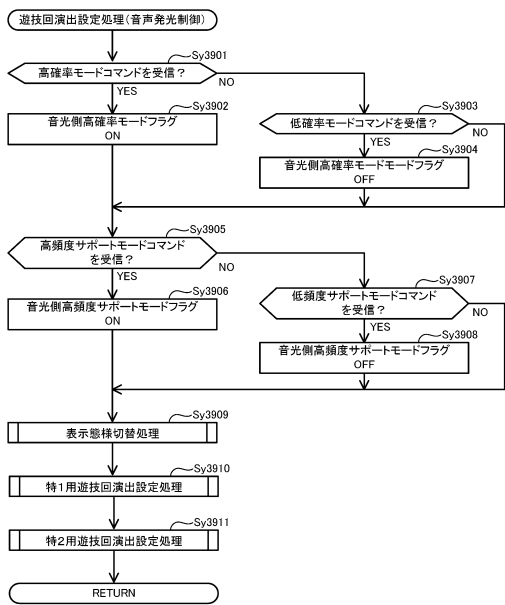 遊技回演出設定処理(音声発光制御)
Sy3901
高確率モードコマンドを受信?
NO
YES
Sy3902
音光側高確率モードフラグ
ON
Sy3903
低確率モードコマンドを受信?
NO
YES
Sy3904
音光側高確率モードモードフラグ
OFF
Sy3905
高頻度サポートモードコマンド
を受信?
NO
YES
Sy3906
音光側高頻度サポートモードフラグ
ON
Sy3907
低頻度サポートモードコマンド
を受信?
NO
YES
Sy3908
音光側高頻度サポートモードフラグ
OFF
Sy3909
表示態様切替処理
Sy3910
特1用遊技回演出設定処理
Sy3911
特2用遊技回演出設定処理
RETURN